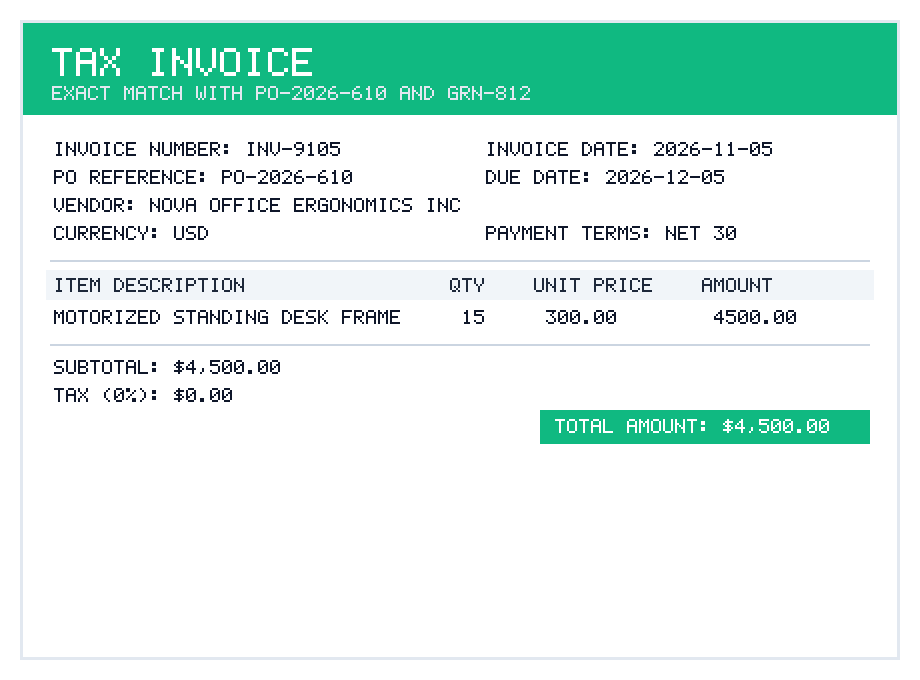 TAX INVOICE
EXACT MATCH WITH PO-2026-610 AND GRN-812
INVOICE NUMBER: INV-9105 INVOICE DATE: 2026-11-05
PO REFERENCE: PO-2026-610 DUE DATE: 2026-12-05
VENDOR: NOVA OFFICE ERGONOMICS INC
CURRENCY: USD PAYMENT TERMS: NET 30
ITEM DESCRIPTION QTY UNIT PRICE AMOUNT
MOTORIZED STANDING DESK FRAME 15 300.00 4500.00
SUBTOTAL: $4,500.00
TAX (0%): $0.00
TOTAL AMOUNT: $4,500.00